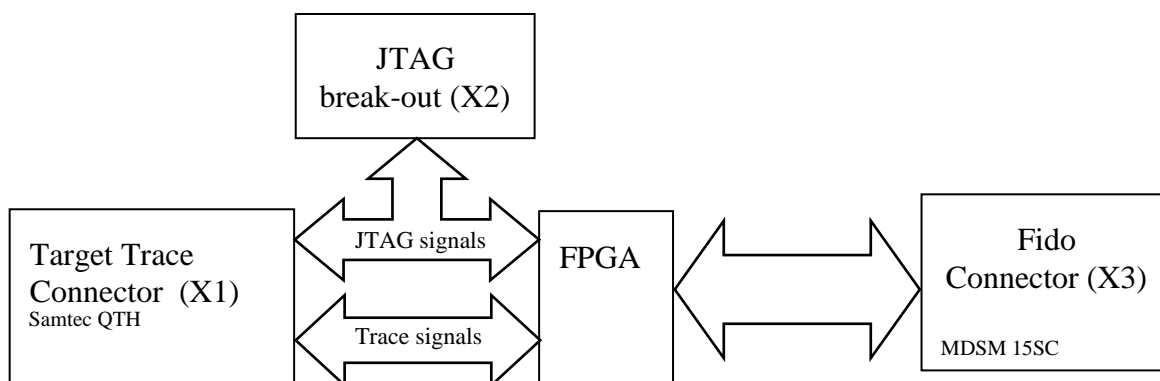 JTAG
break-out (X2)
Target Trace
Connector (X1)
Samtec QTH
JTAG signals
Trace signals
FPGA
Fido
Connector (X3)
MDSM 15SC